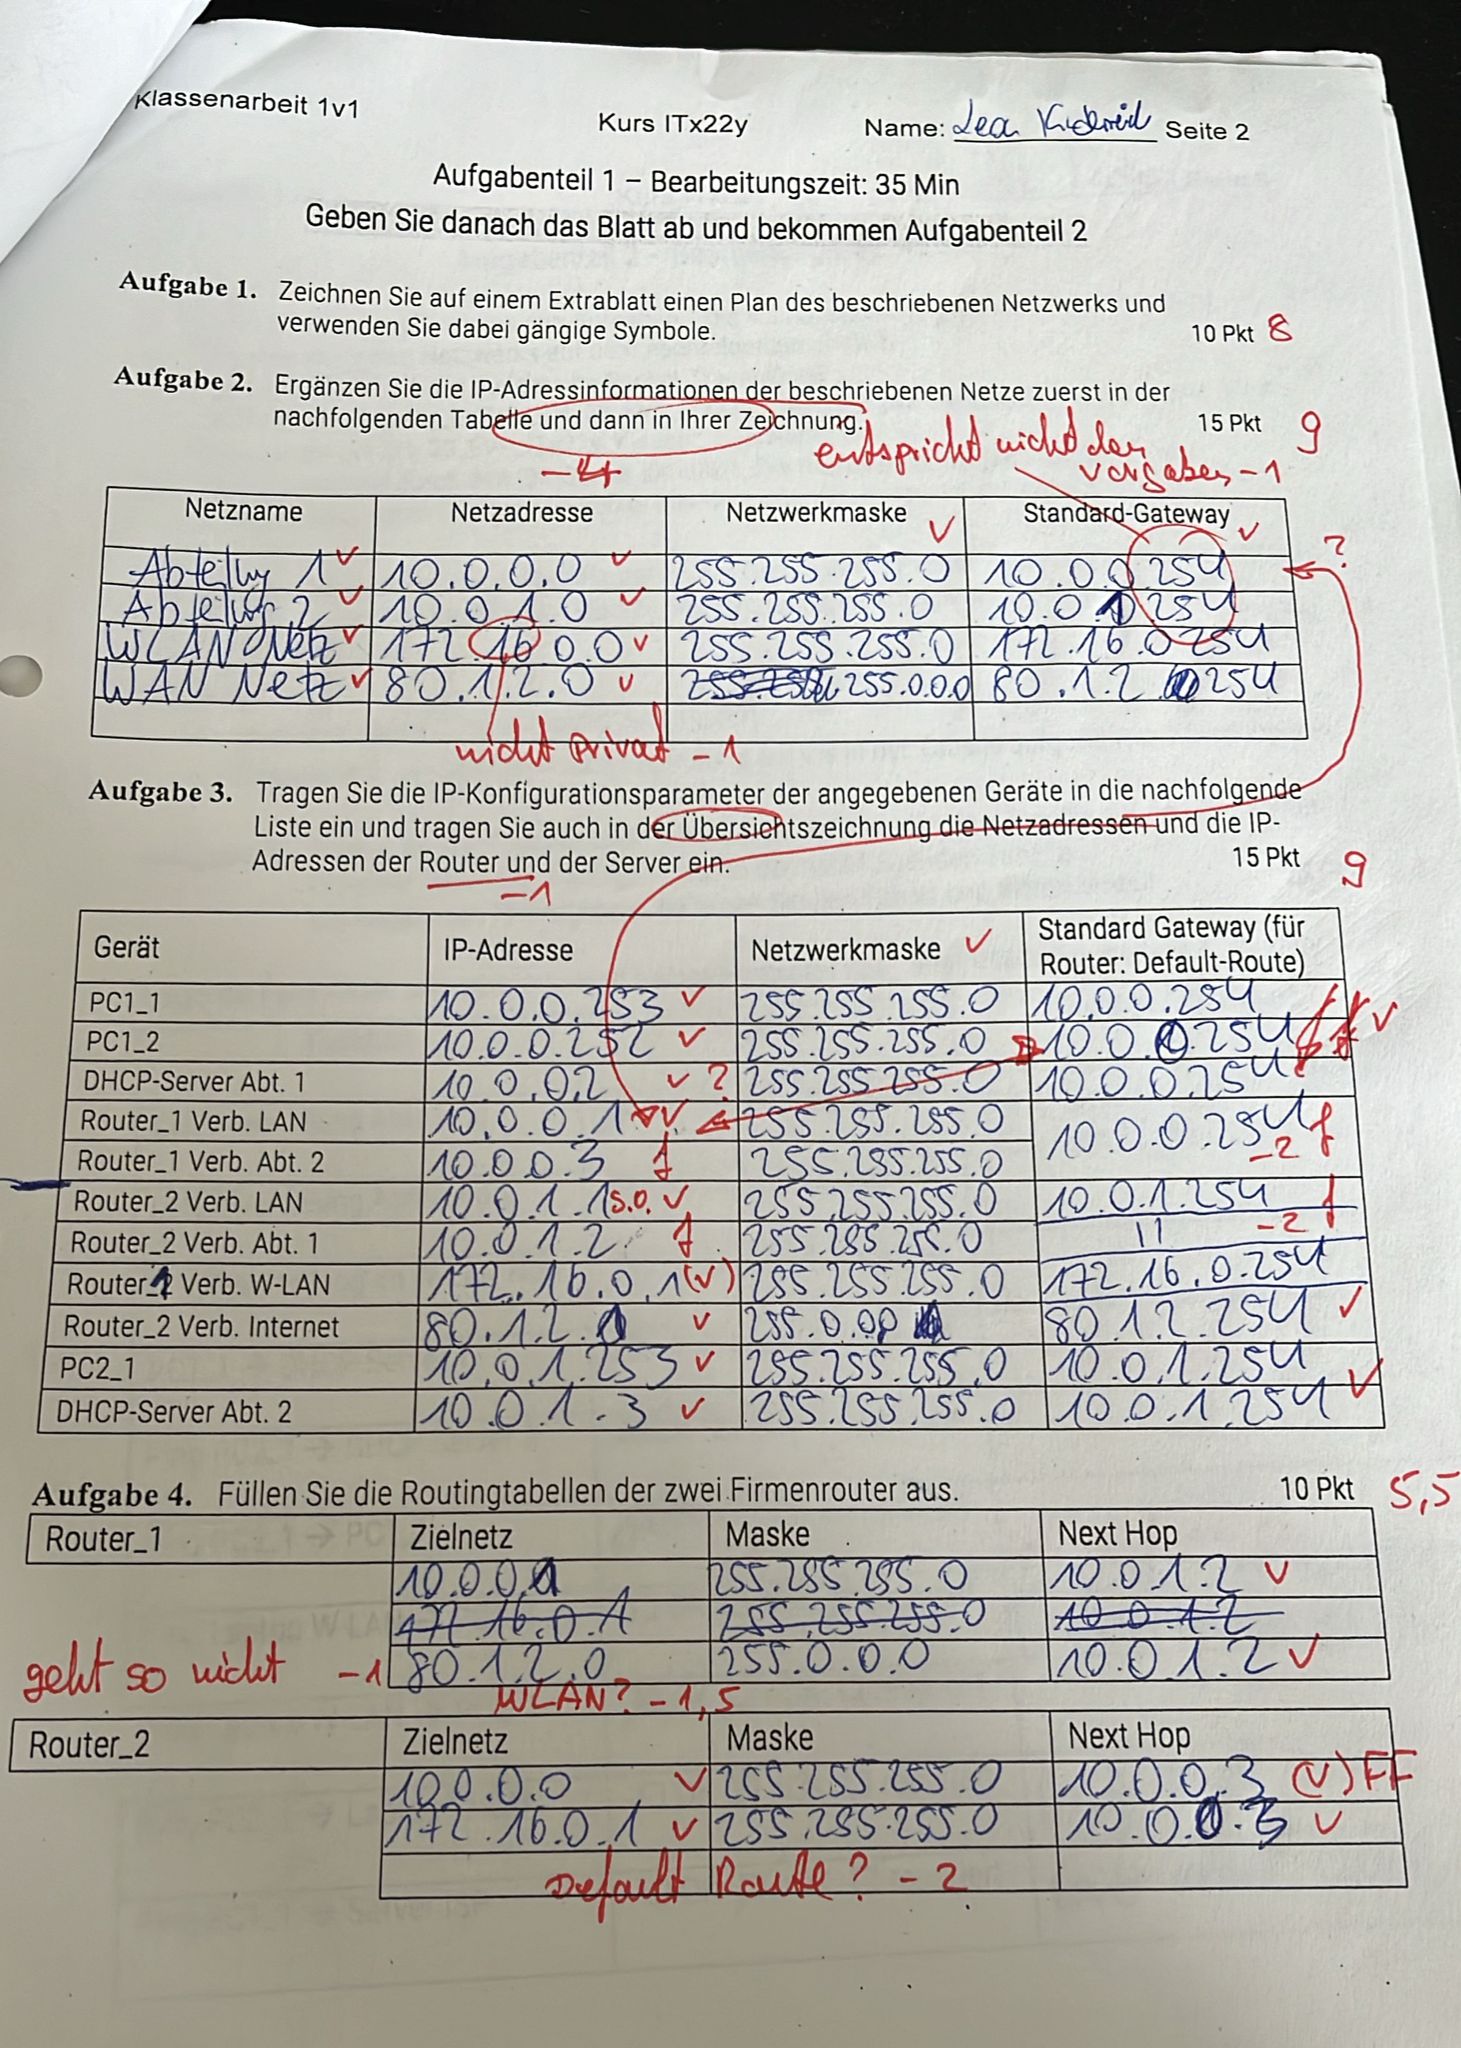 Klassenarbeit 1v1 Kurs ITx22y Name: Lea Seite 2
Aufgabenteil 1 – Bearbeitungszeit: 35 Min
Geben Sie danach das Blatt ab und bekommen Aufgabenteil 2
Aufgabe 1. Zeichnen Sie auf einem Extrablatt einen Plan des beschriebenen Netzwerks und
verwenden Sie dabei gängige Symbole. 10 Pkt 8
Aufgabe 2. Ergänzen Sie die IP-Adressinformationen der beschriebenen Netze zuerst in der
nachfolgenden Tabelle und dann in Ihrer Zeichnung. 15 Pkt 9
entspricht nicht den
-4 Vorgaben -1
Netzname Netzadresse Netzwerkmaske ✓ Standard-Gateway ✓
Abteilung 1 ✓ 10.0.0.0 ✓ 255.255.255.0 10.0.0.254 ?
Abteilung 2 ✓ 10.0.1.0 ✓ 255.255.255.0 10.0.1.254
WLAN Netz ✓ 172.16.0.0 ✓ 255.255.255.0 172.16.0.254
WAN Netz ✓ 80.1.2.0 ✓ 255.0.0.0 80.1.2.254
nicht privat -1
Aufgabe 3. Tragen Sie die IP-Konfigurationsparameter der angegebenen Geräte in die nachfolgende
Liste ein und tragen Sie auch in der Übersichtszeichnung die Netzadressen und die IP-
Adressen der Router und der Server ein. 15 Pkt 9
-1
Gerät IP-Adresse Netzwerkmaske ✓ Standard Gateway (für
Router: Default-Route)
PC1_1 10.0.0.253 ✓ 255.255.255.0 10.0.0.254
PC1_2 10.0.0.252 ✓ 255.255.255.0 10.0.0.254 ✓
DHCP-Server Abt. 1 10.0.0.2 ✓ ? 255.255.255.0 10.0.0.254
Router_1 Verb. LAN 10.0.0.1 ✓ 255.255.255.0 10.0.0.254 f
Router_1 Verb. Abt. 2 10.0.0.3 f 255.255.255.0 -2
Router_2 Verb. LAN 10.0.1.1 s.o. ✓ 255.255.255.0 10.0.1.254 f
Router_2 Verb. Abt. 1 10.0.1.2 f 255.255.255.0 11 -2
Router_1 Verb. W-LAN 172.16.0.1 (✓) 255.255.255.0 172.16.0.254
Router_2 Verb. Internet 80.1.2.1 ✓ 255.0.0.0 80.1.2.254 ✓
PC2_1 10.0.1.253 ✓ 255.255.255.0 10.0.1.254
DHCP-Server Abt. 2 10.0.1.3 ✓ 255.255.255.0 10.0.1.254 ✓
Aufgabe 4. Füllen Sie die Routingtabellen der zwei Firmenrouter aus. 10 Pkt 5,5
Router_1 Zielnetz Maske Next Hop
10.0.0.1 255.255.255.0 10.0.1.2 ✓
172.16.0.1 255.255.255.0 10.0.1.2
geht so nicht -1 80.1.2.0 255.0.0.0 10.0.1.2 ✓
WLAN? -1,5
Router_2 Zielnetz Maske Next Hop
10.0.0.0 ✓ 255.255.255.0 10.0.0.3 (✓) FF
172.16.0.1 ✓ 255.255.255.0 10.0.0.3 ✓
Default Route? -2